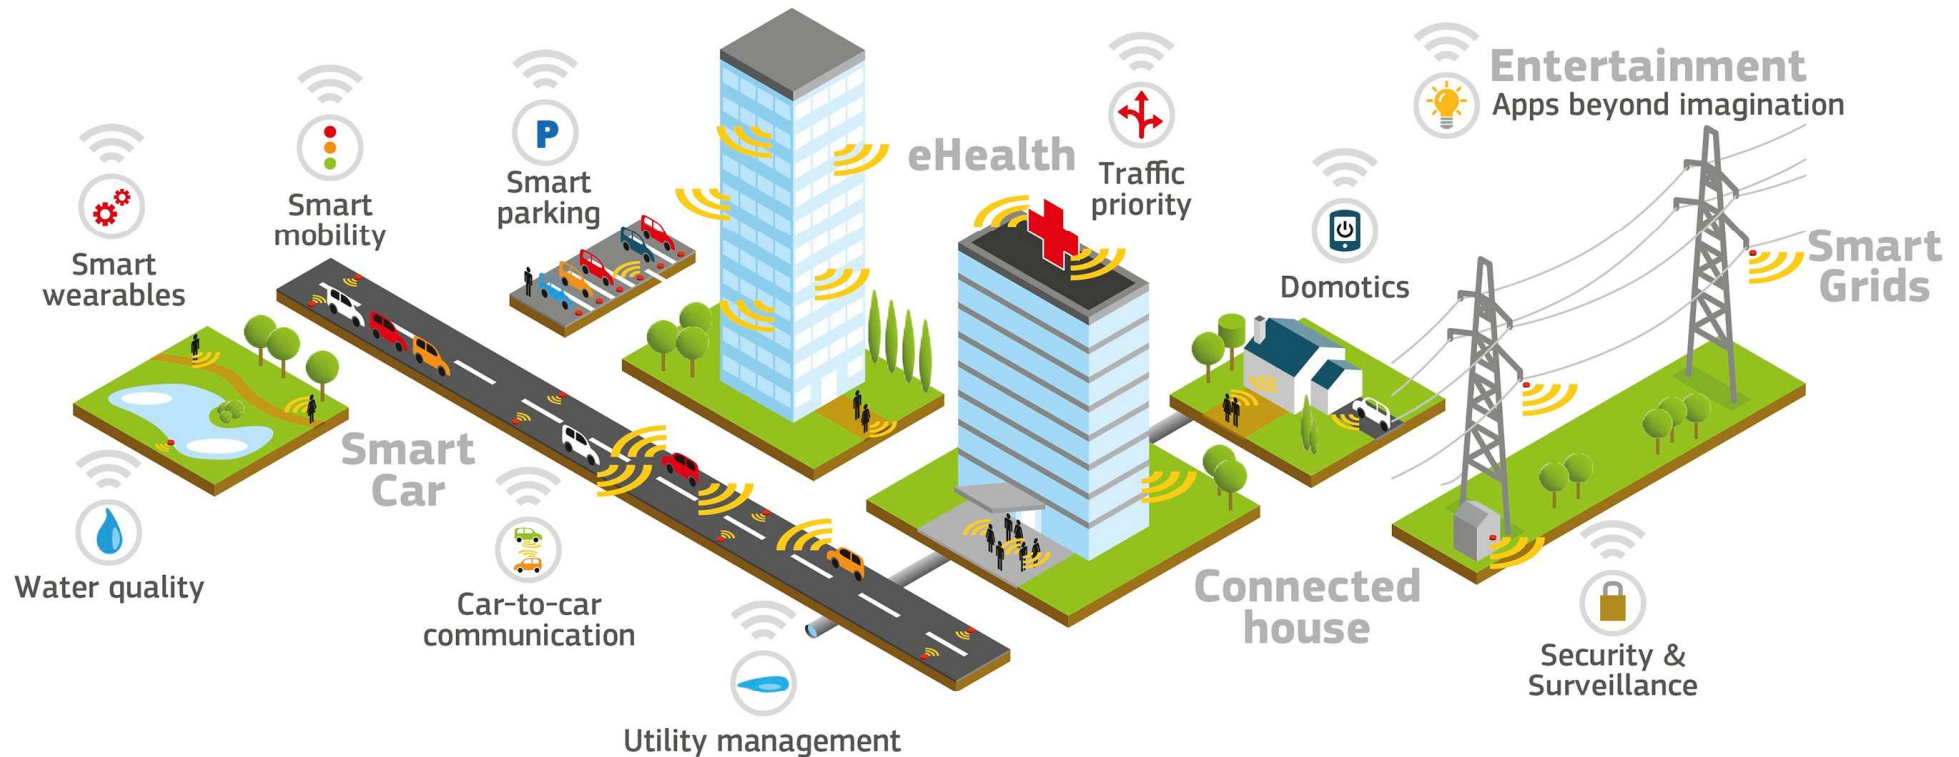 Entertainment
Apps beyond imagination
eHealth
Traffic
priority
P
Smart
parking
Smart
mobility
Smart
wearables
Domotics
Smart
Grids
Smart
Car
Water quality
Car-to-car
communication
Connected
house
Security &
Surveillance
Utility management